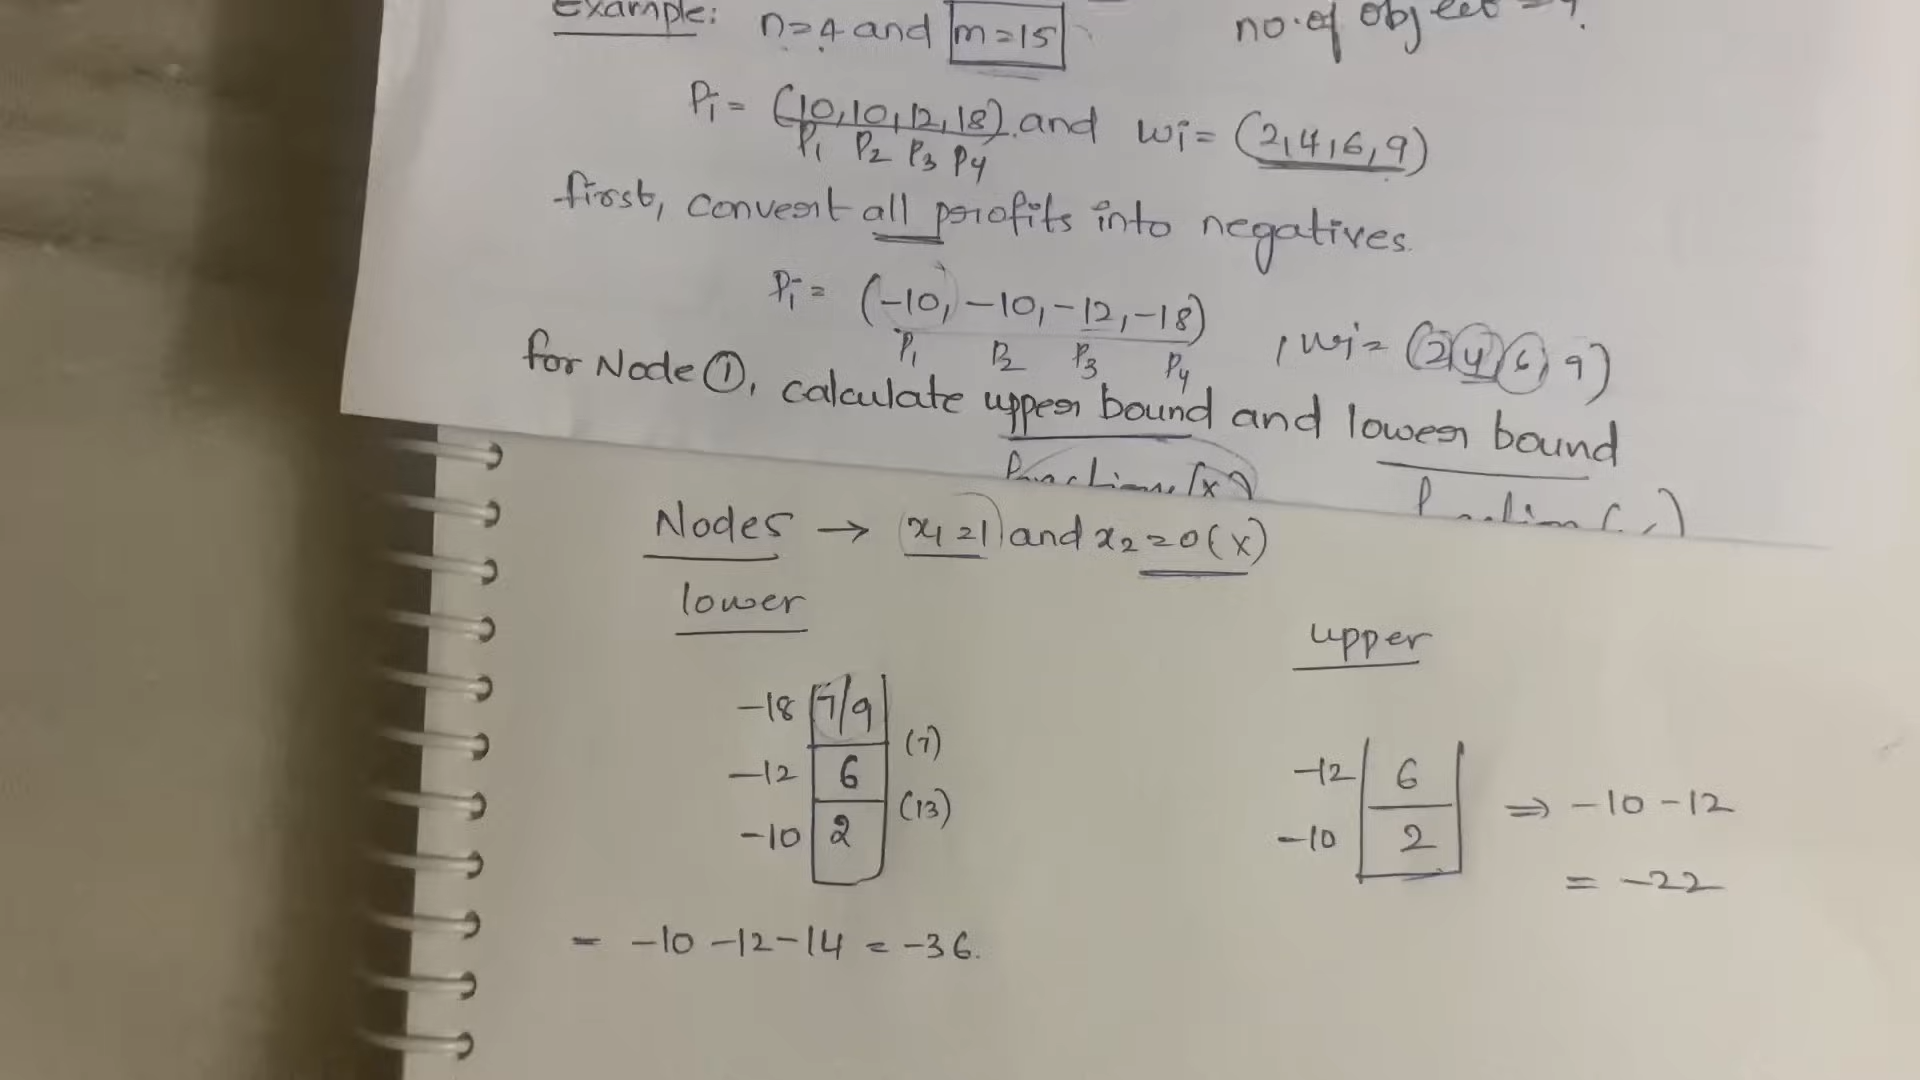 Example: n=4 and m=15 no. of object = 4.
Pi = (10,10,12,18) and wi = (2,4,6,9)
P1 P2 P3 P4
first, convert all profits into negatives.
Pi = (-10, -10, -12, -18) , wi = (2,4,6,9)
P1 P2 P3 P4
for Node ①, calculate upper bound and lower bound
(x)
Nodes → x1=1 and x2=0(x)
lower
upper
-18 7/9
(7)
-12 6
(13)
-10 2
-12 6
-10 2
⇒ -10-12
= -22
= -10-12-14 = -36.